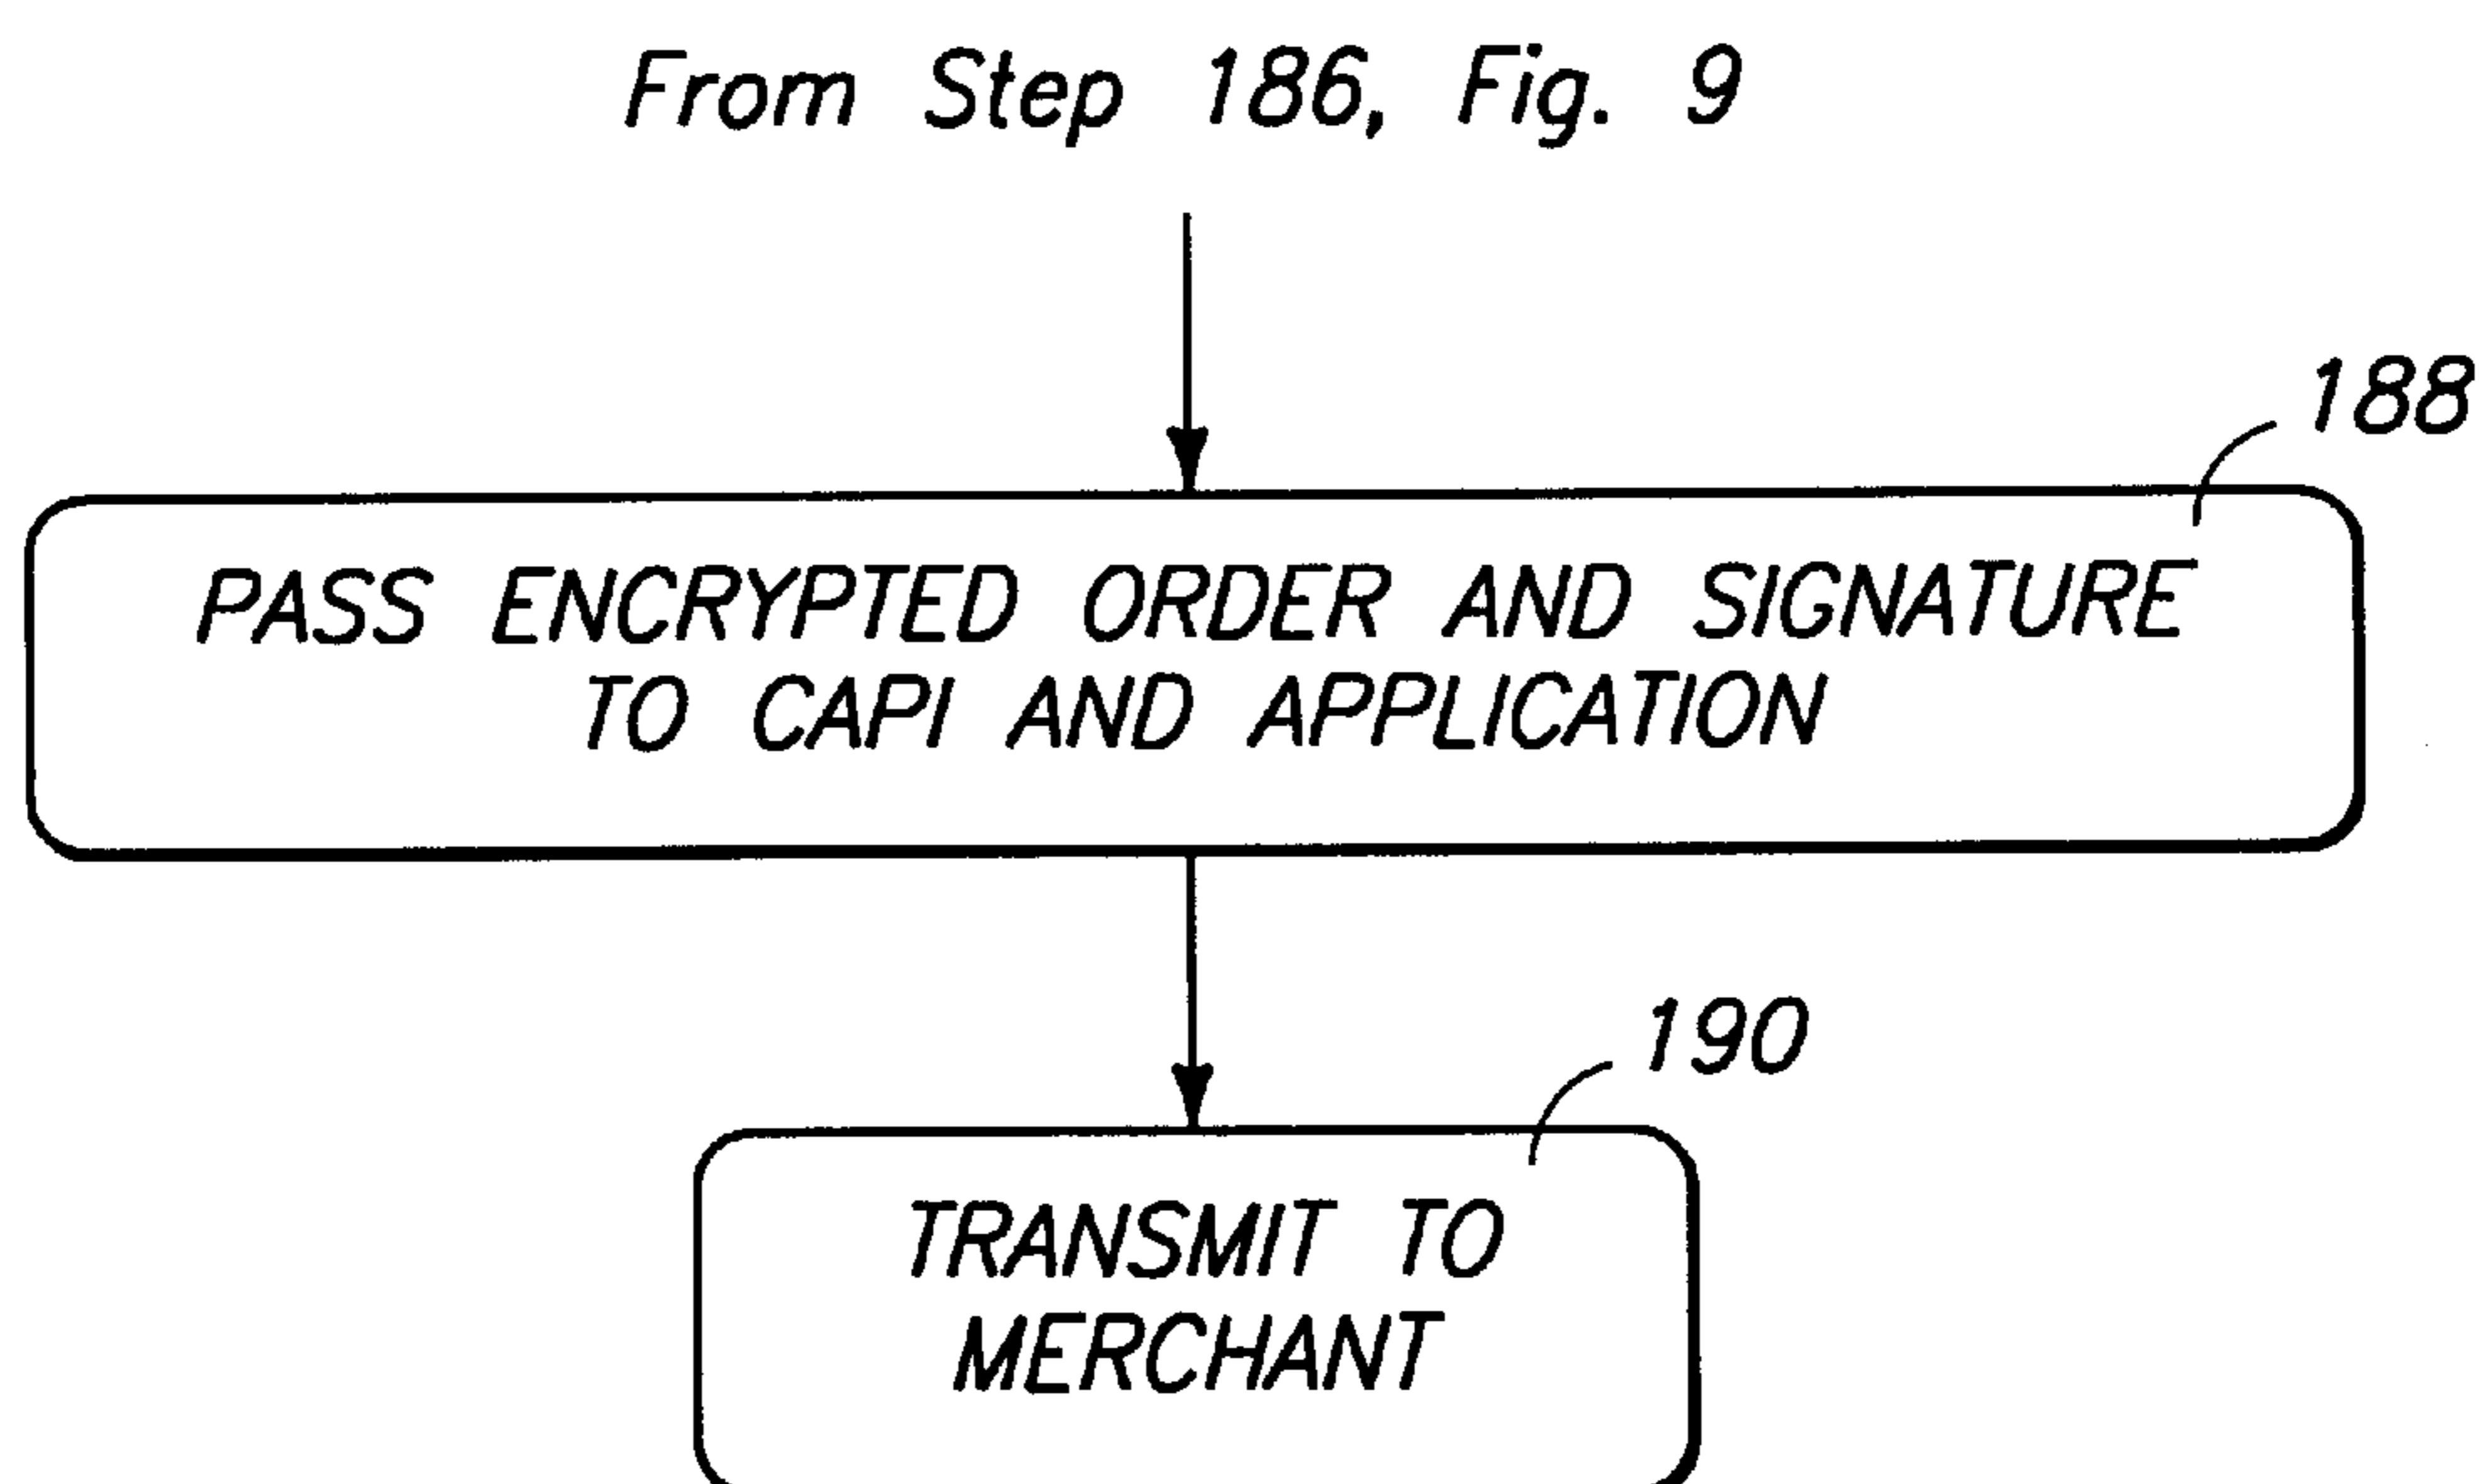 From Step 186, Fig. 9
188
PASS ENCRYPTED ORDER AND SIGNATURE
TO CAPI AND APPLICATION
190
TRANSMIT TO
MERCHANT